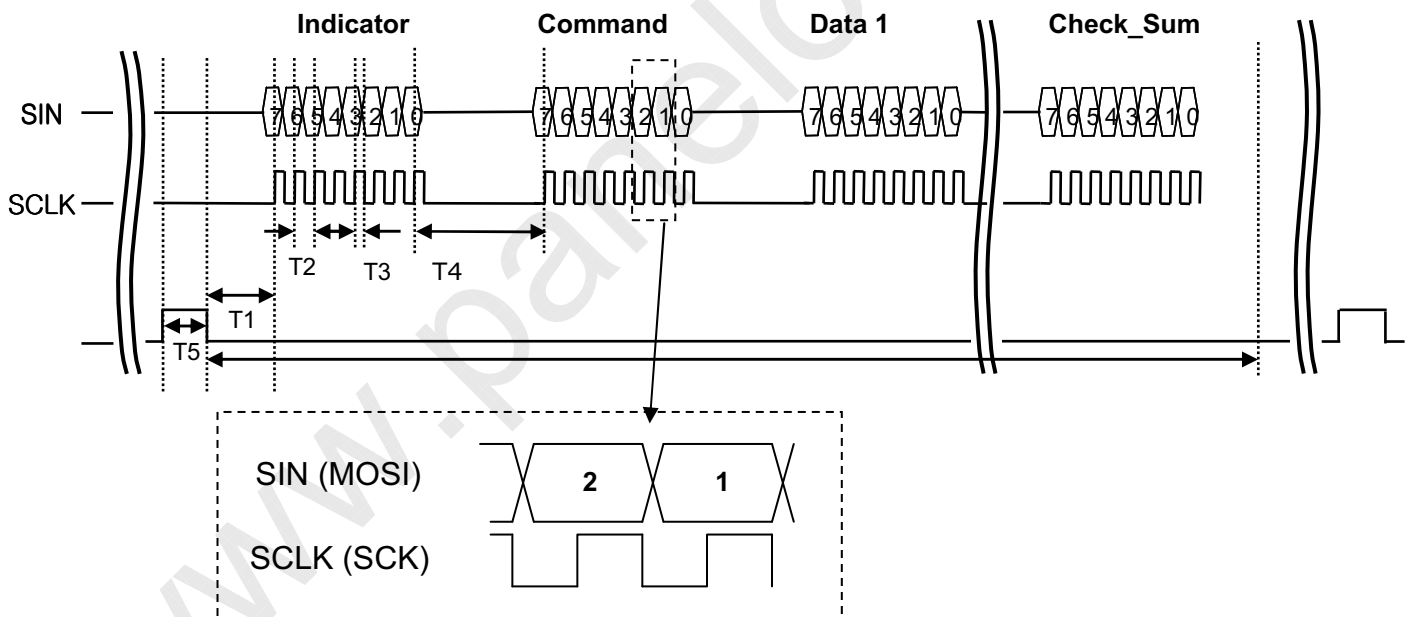 Indicator Command Data 1 Check_Sum
SIN 7 6 5 4 3 2 1 0 7 6 5 4 3 2 1 0 7 6 5 4 3 2 1 0 7 6 5 4 3 2 1 0
SCLK
T2 T3 T4
T1
T5
SIN (MOSI) 2 1
SCLK (SCK)
www.panelo